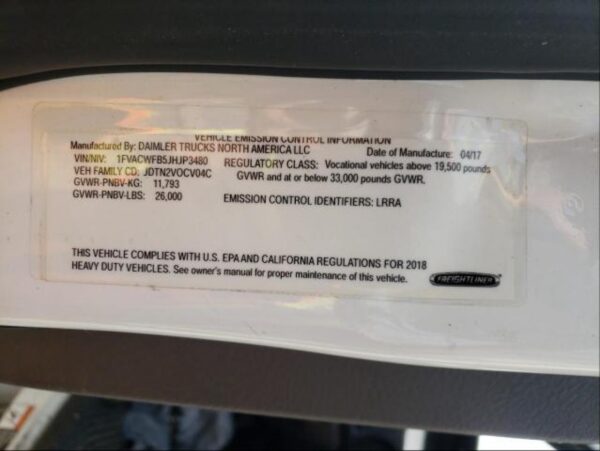 VEHICLE EMISSION CONTROL INFORMATION
Manufactured By: DAIMLER TRUCKS NORTH AMERICA LLC Date of Manufacture: 04/17
VIN/NIV: 1FVACWFB5JHJP3480 REGULATORY CLASS: Vocational vehicles above 19,500 pounds
VEH FAMILY CD: JDTN2VOCV04C GVWR and at or below 33,000 pounds GVWR.
GVWR-PNBV-KG: 11,793
GVWR-PNBV-LBS: 26,000 EMISSION CONTROL IDENTIFIERS: LRRA
THIS VEHICLE COMPLIES WITH U.S. EPA AND CALIFORNIA REGULATIONS FOR 2018
HEAVY DUTY VEHICLES. See owner's manual for proper maintenance of this vehicle.
FREIGHTLINER